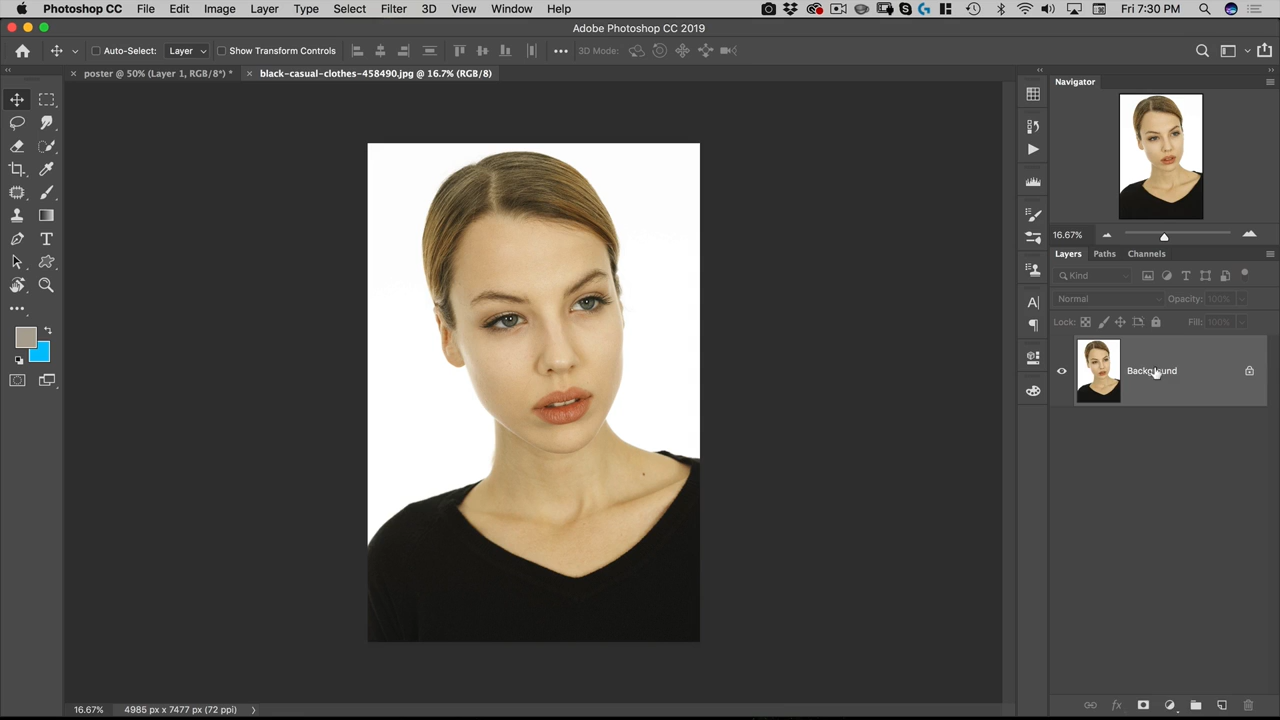 Photoshop CC File Edit Image Layer Type Select Filter 3D View Window Help Fri 7:30 PM
Adobe Photoshop CC 2019
Auto-Select: Layer Show Transform Controls 3D Mode:
poster @ 50% (Layer 1, RGB/8*) * black-casual-clothes-458490.jpg @ 16.7% (RGB/8)
Navigator
16.67%
Layers Paths Channels
Kind
Normal Opacity: 100%
Lock: Fill: 100%
Background
16.67% 4985 px x 7477 px (72 ppi)